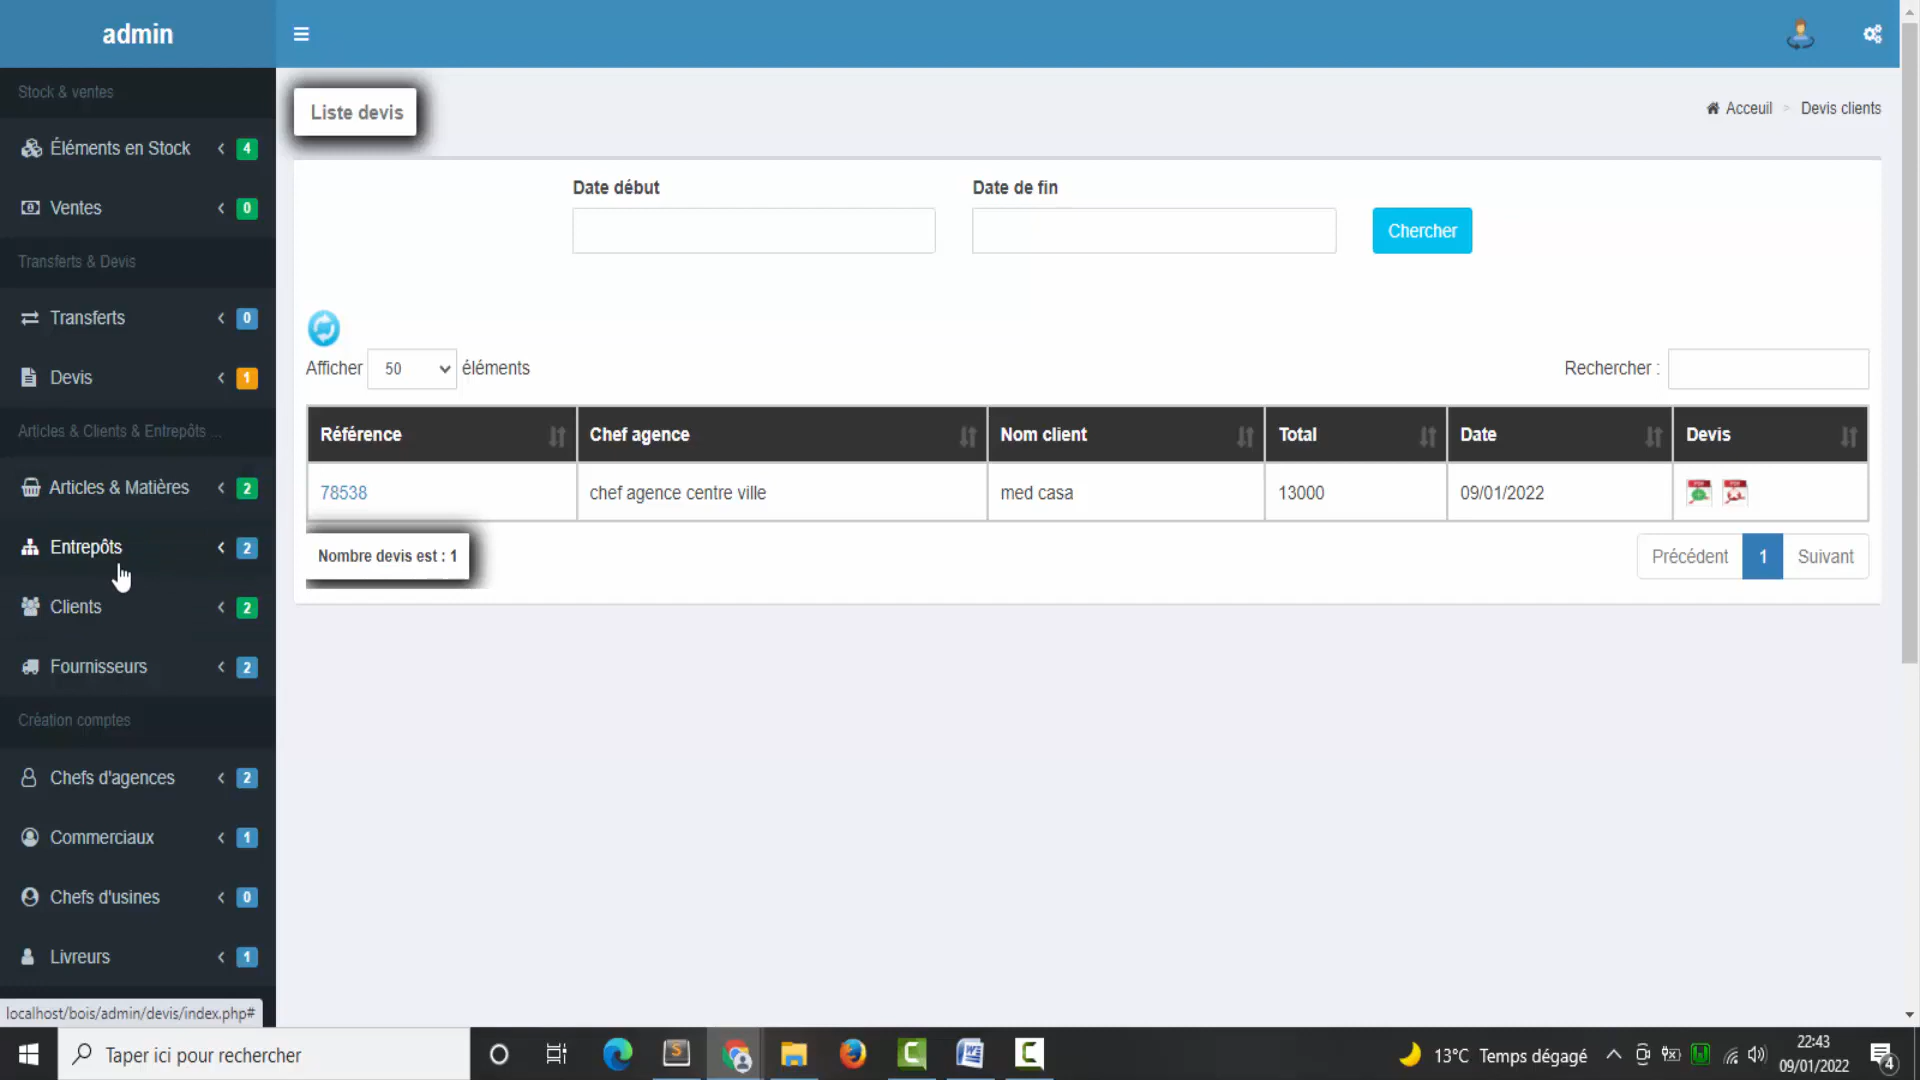 admin
Stock & ventes
Éléments en Stock 4
Ventes 0
Transferts & Devis
Transferts 0
Devis 1
Articles & Clients & Entrepôts ...
Articles & Matières 2
Entrepôts 2
Clients 2
Fournisseurs 2
Création comptes
Chefs d'agences 2
Commerciaux 1
Chefs d'usines 0
Livreurs 1
localhost/bois/admin/devis/index.php#
Liste devis
Acceuil > Devis clients
Date début Date de fin
Chercher
Afficher 50 éléments Rechercher :
Référence Chef agence Nom client Total Date Devis
78538 chef agence centre ville med casa 13000 09/01/2022
Nombre devis est : 1
Précédent 1 Suivant
Taper ici pour rechercher
13°C Temps dégagé
22:43
09/01/2022
4